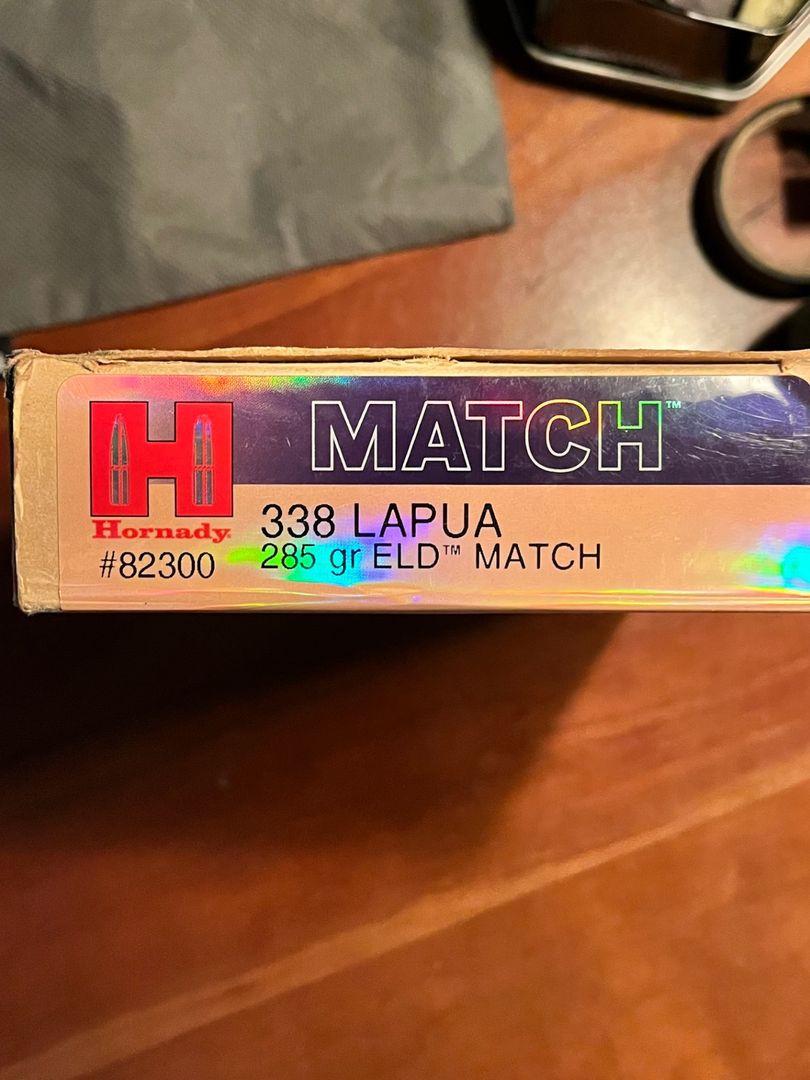 MATCH™
Hornady®
#82300
338 LAPUA
285 gr ELD™ MATCH